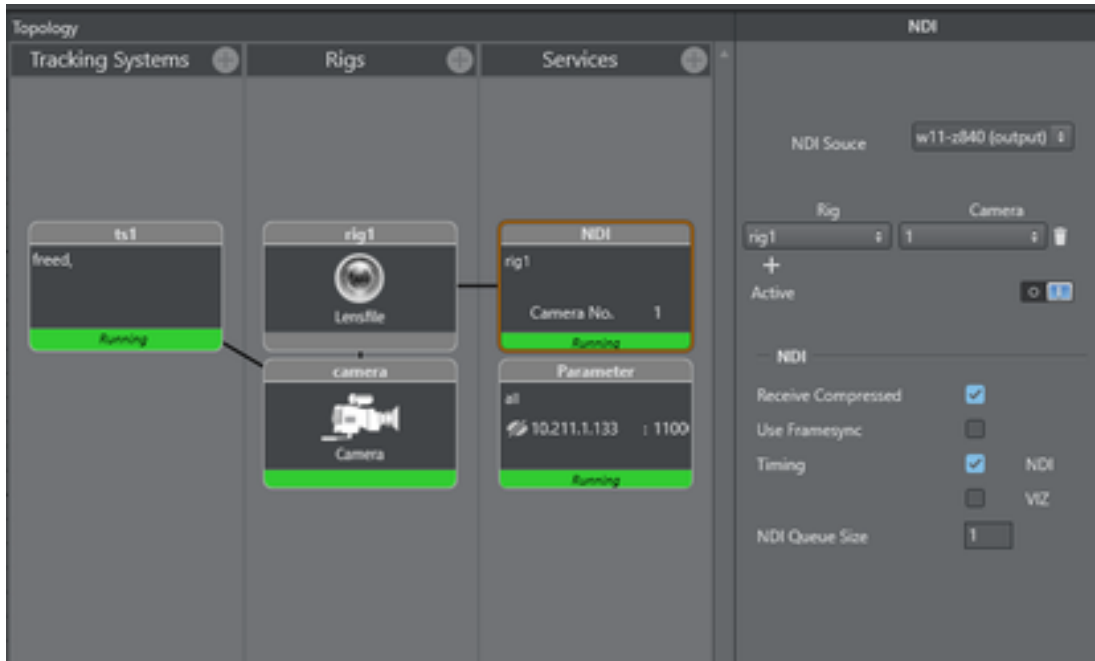 Topology
Tracking Systems
Rigs
Services
ts1
freed,
Running
rig1
Lensfile
camera
Camera
NDI
rig1
Camera No. 1
Running
Parameter
all
10.211.1.133 : 1100
Running
NDI
NDI Souce w11-z840 (output)
Rig Camera
rig1 1
Active
NDI
Receive Compressed
Use Framesync
Timing NDI
VIZ
NDI Queue Size 1